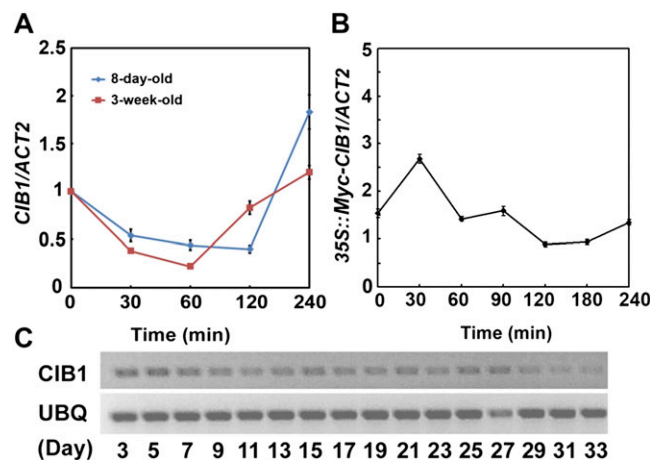 A
CIB1/ACT2
2.5
2
1.5
1
0.5
0
8-day-old
3-week-old
0 30 60 120 240
Time (min)
B
35S::Myc-CIB1/ACT2
5
4
3
2
1
0
0 30 60 90 120 180 240
Time (min)
C
CIB1
UBQ
(Day) 3 5 7 9 11 13 15 17 19 21 23 25 27 29 31 33